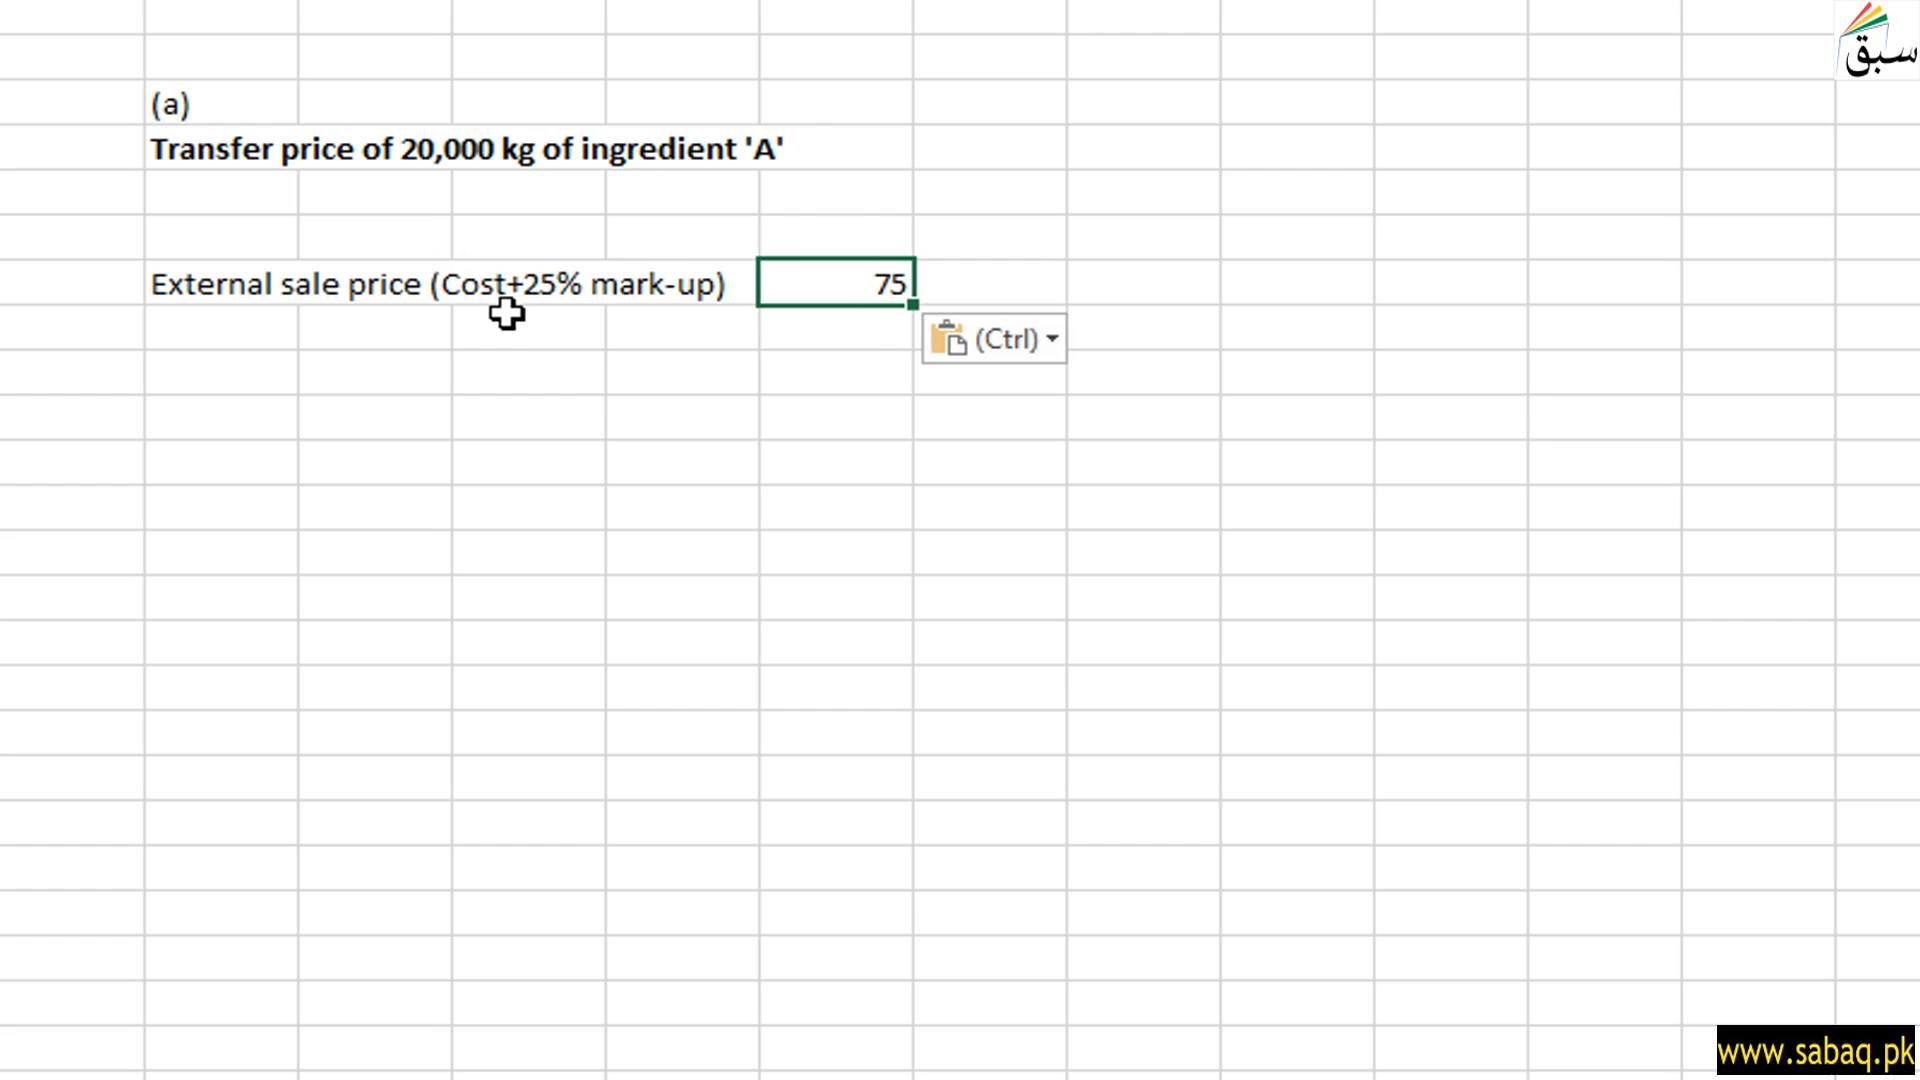 سبق
(a)
Transfer price of 20,000 kg of ingredient 'A'
External sale price (Cost+25% mark-up) 75
(Ctrl)
www.sabaq.pk